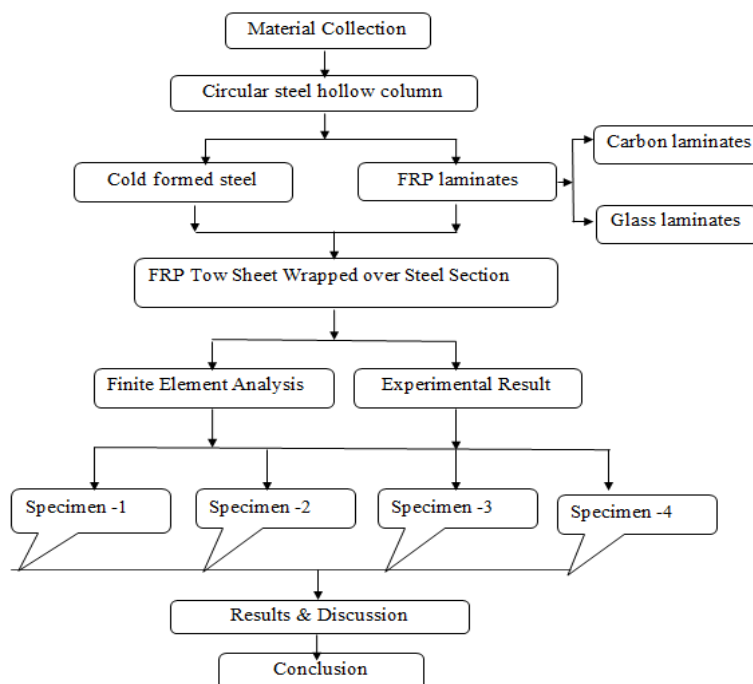 Material Collection
Circular steel hollow column
Carbon laminates
Cold formed steel
FRP laminates
Glass laminates
FRP Tow Sheet Wrapped over Steel Section
Finite Element Analysis
Experimental Result
Specimen -1
Specimen -2
Specimen -3
Specimen -4
Results & Discussion
Conclusion